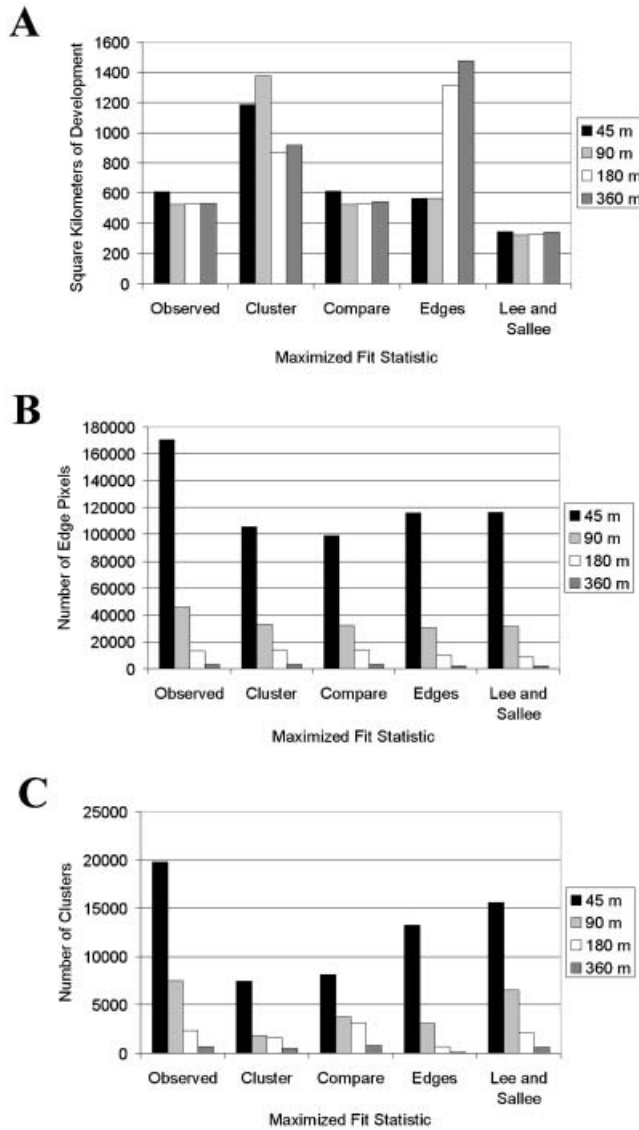 A
Square Kilometers of Development
1600
1400
1200
1000
800
600
400
200
0
Observed Cluster Compare Edges Lee and
Sallee
Maximized Fit Statistic
45 m
90 m
180 m
360 m
B
Number of Edge Pixels
180000
160000
140000
120000
100000
80000
60000
40000
20000
0
Observed Cluster Compare Edges Lee and
Sallee
Maximized Fit Statistic
45 m
90 m
180 m
360 m
C
Number of Clusters
25000
20000
15000
10000
5000
0
Observed Cluster Compare Edges Lee and
Sallee
Maximized Fit Statistic
45 m
90 m
180 m
360 m